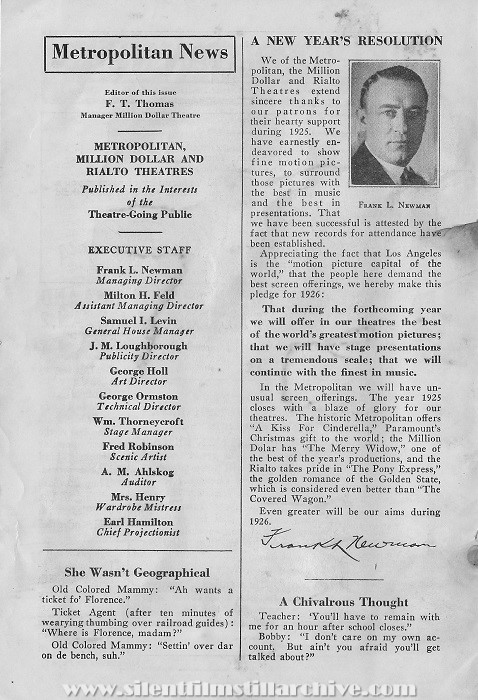 Metropolitan News
Editor of this issue
F. T. Thomas
Manager Million Dollar Theatre
METROPOLITAN,
MILLION DOLLAR AND
RIALTO THEATRES
Published in the Interests
of the
Theatre-Going Public
EXECUTIVE STAFF
Frank L. Newman
Managing Director
Milton H. Feld
Assistant Managing Director
Samuel I. Levin
General House Manager
J. M. Loughborough
Publicity Director
George Holl
Art Director
George Ormston
Technical Director
Wm. Thorneycroft
Stage Manager
Fred Robinson
Scenic Artist
A. M. Ahlskog
Auditor
Mrs. Henry
Wardrobe Mistress
Earl Hamilton
Chief Projectionist
She Wasn't Geographical
Old Colored Mammy: "Ah wants a
ticket fo' Florence."
Ticket Agent (after ten minutes of
wearying thumbing over railroad guides):
"Where is Florence, madam?"
Old Colored Mammy: "Settin' over dar
on de bench, suh."
A NEW YEAR'S RESOLUTION
We of the Metro-
politan, the Million
Dollar and Rialto
Theatres extend
sincere thanks to
our patrons for
their hearty support
during 1925. We
have earnestly en-
deavored to show
fine motion pic-
tures, to surround
those pictures with
the best in music
and the best in
presentations. That
we have been successful is attested by the
fact that new records for attendance have
been established.
Frank L. Newman
Appreciating the fact that Los Angeles
is the "motion picture capital of the
world," that the people here demand the
best screen offerings, we hereby make this
pledge for 1926:
That during the forthcoming year
we will offer in our theatres the best
of the world's greatest motion pictures;
that we will have stage presentations
on a tremendous scale; that we will
continue with the finest in music.
In the Metropolitan we will have un-
usual screen offerings. The year 1925
closes with a blaze of glory for our
theatres. The historic Metropolitan offers
"A Kiss For Cinderella," Paramount's
Christmas gift to the world; the Million
Dolar has "The Merry Widow," one of
the best of the year's productions, and the
Rialto takes pride in "The Pony Express,"
the golden romance of the Golden State,
which is considered even better than "The
Covered Wagon."
Even greater will be our aims during
1926.
Frank L Newman
A Chivalrous Thought
Teacher: 'You'll have to remain with
me for an hour after school closes."
Bobby: "I don't care on my own ac-
count. But ain't you afraid you'll get
talked about?"
www.silentfilmstillarchive.com